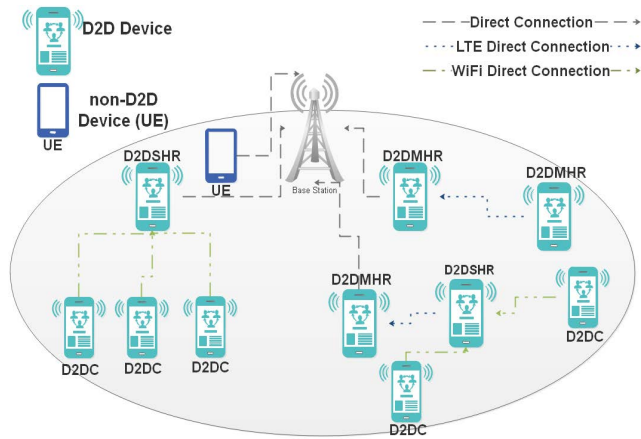 D2D Device
Direct Connection
LTE Direct Connection
WiFi Direct Connection
non-D2D
Device (UE)
UE
D2DSHR
UE
Base Station
D2DMHR
D2DMHR
D2DMHR
D2DSHR
D2DC
D2DC
D2DC
D2DC
D2DC